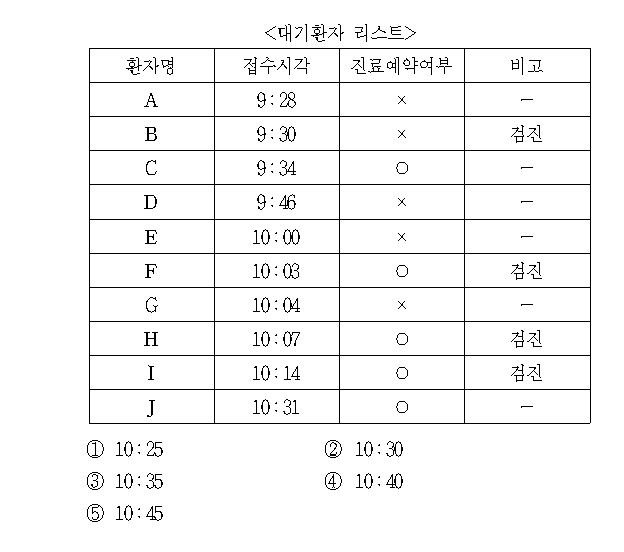 <대기환자 리스트>
환자명 접수시각 진료예약여부 비고
A 9:28 × -
B 9:30 × 검진
C 9:34 ○ -
D 9:46 × -
E 10:00 × -
F 10:03 ○ 검진
G 10:04 × -
H 10:07 ○ 검진
I 10:14 ○ 검진
J 10:31 ○ -
① 10:25 ② 10:30
③ 10:35 ④ 10:40
⑤ 10:45